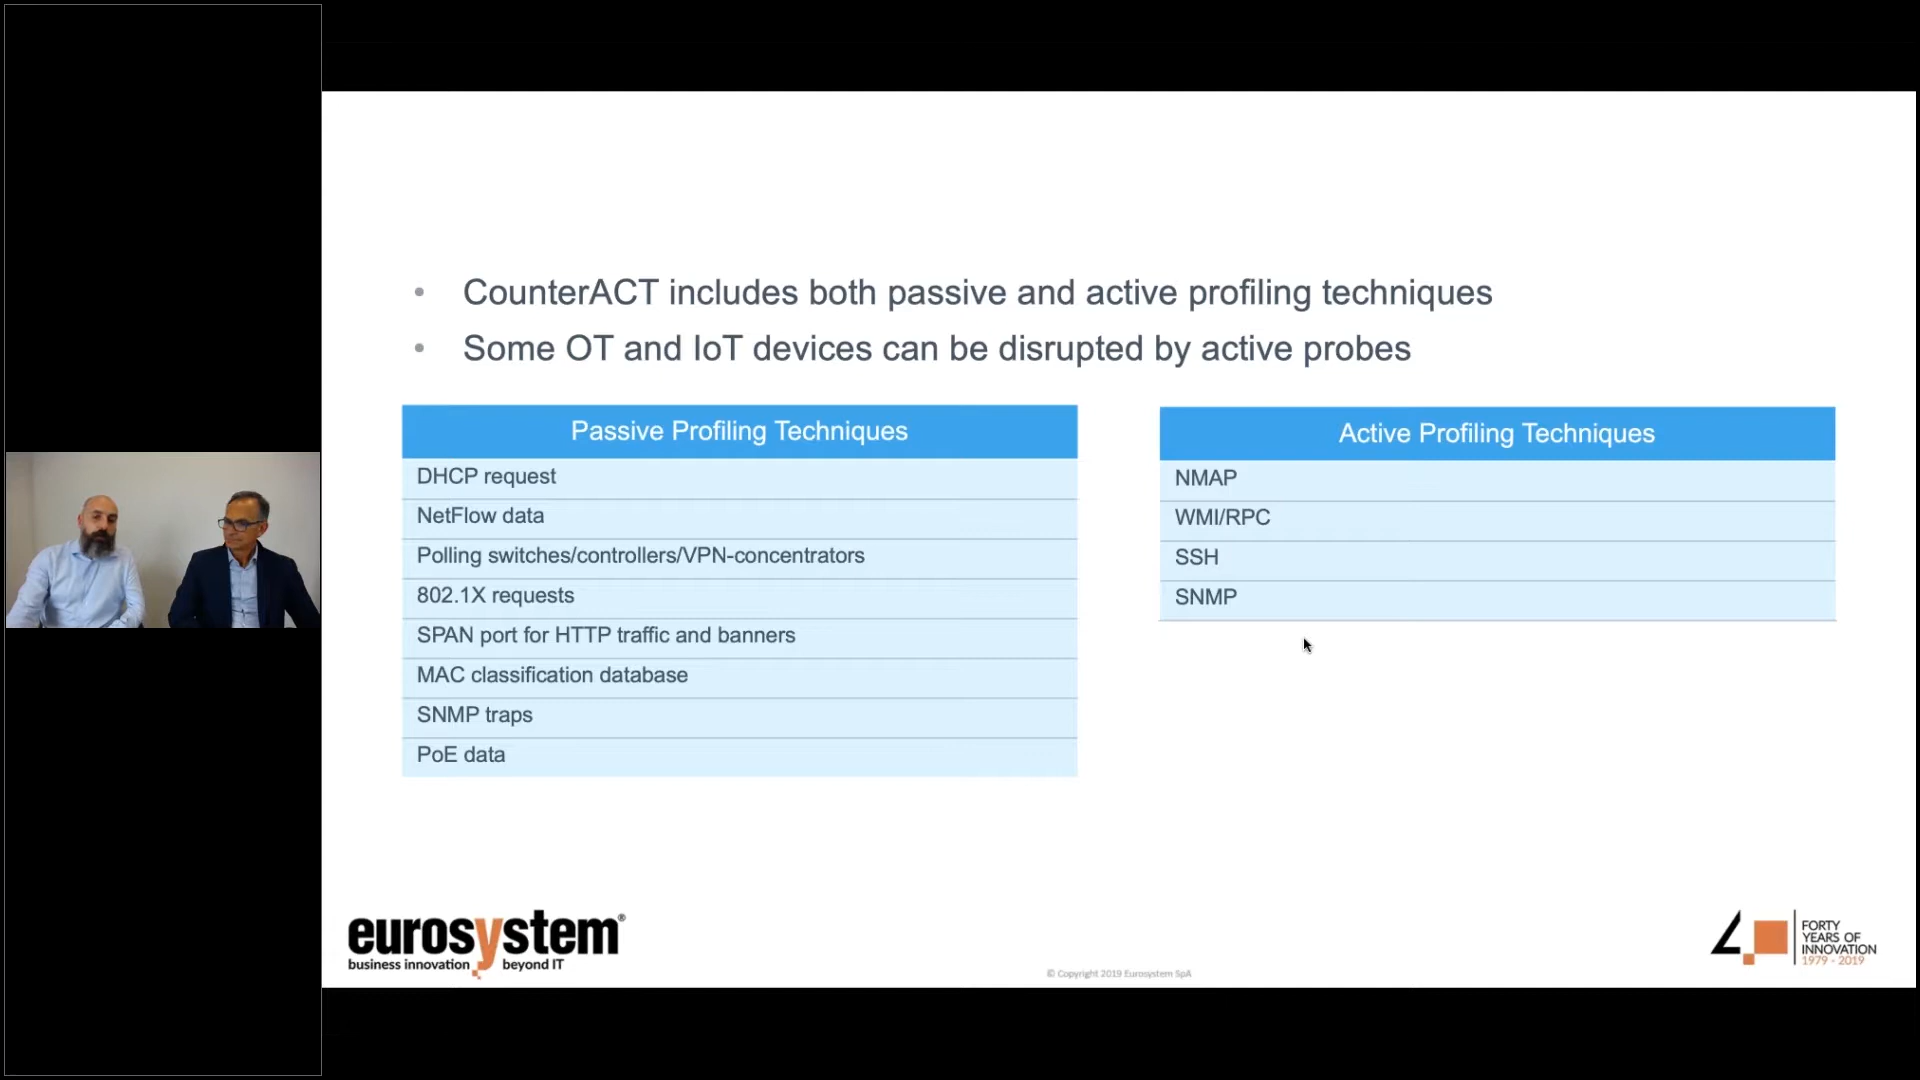 • CounterACT includes both passive and active profiling techniques
• Some OT and IoT devices can be disrupted by active probes
Passive Profiling Techniques
DHCP request
NetFlow data
Polling switches/controllers/VPN-concentrators
802.1X requests
SPAN port for HTTP traffic and banners
MAC classification database
SNMP traps
PoE data
Active Profiling Techniques
NMAP
WMI/RPC
SSH
SNMP
eurosystem®
business innovation beyond IT
© Copyright 2019 Eurosystem SpA
40
FORTY
YEARS OF
INNOVATION
1979 - 2019